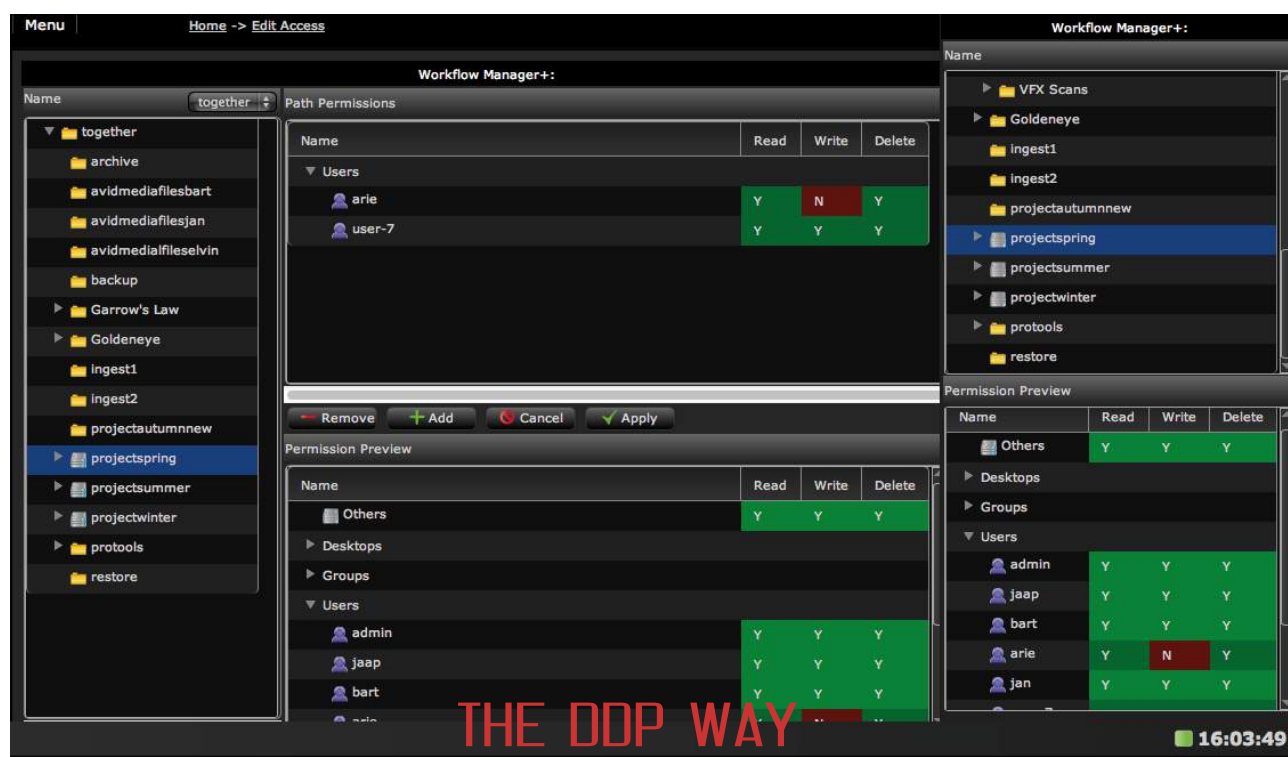 Menu
Home -> Edit Access
Workflow Manager+:
Name
together
together
archive
avidmediafilesbart
avidmediafilesjan
avidmedialfileselvin
backup
Garrow's Law
Goldeneye
ingest1
ingest2
projectautumnnew
projectspring
projectsummer
projectwinter
protools
restore
Path Permissions
Name Read Write Delete
Users
arie Y N Y
user-7 Y Y Y
Remove Add Cancel Apply
Permission Preview
Name Read Write Delete
Others Y Y Y
Desktops
Groups
Users
admin Y Y Y
jaap Y Y Y
bart Y Y Y
Workflow Manager+:
Name
VFX Scans
Goldeneye
ingest1
ingest2
projectautumnnew
projectspring
projectsummer
projectwinter
protools
restore
Permission Preview
Name Read Write Delete
Others Y Y Y
Desktops
Groups
Users
admin Y Y Y
jaap Y Y Y
bart Y Y Y
arie Y N Y
jan Y Y Y
THE DDP WAY
16:03:49